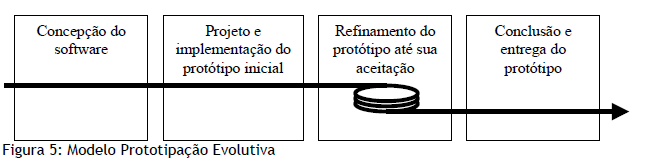 Concepção do
software
Projeto e
implementação do
protótipo inicial
Refinamento do
protótipo até sua
aceitação
Conclusão e
entrega do
protótipo
Figura 5: Modelo Prototipação Evolutiva